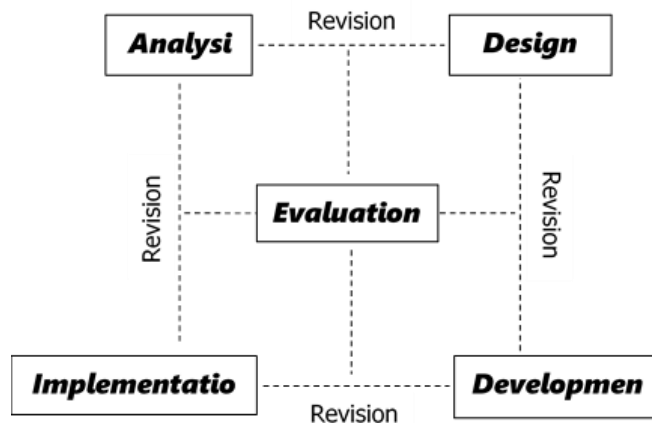 Revision
Analysi
Design
Revision
Evaluation
Revision
Implementatio
Developmen
Revision